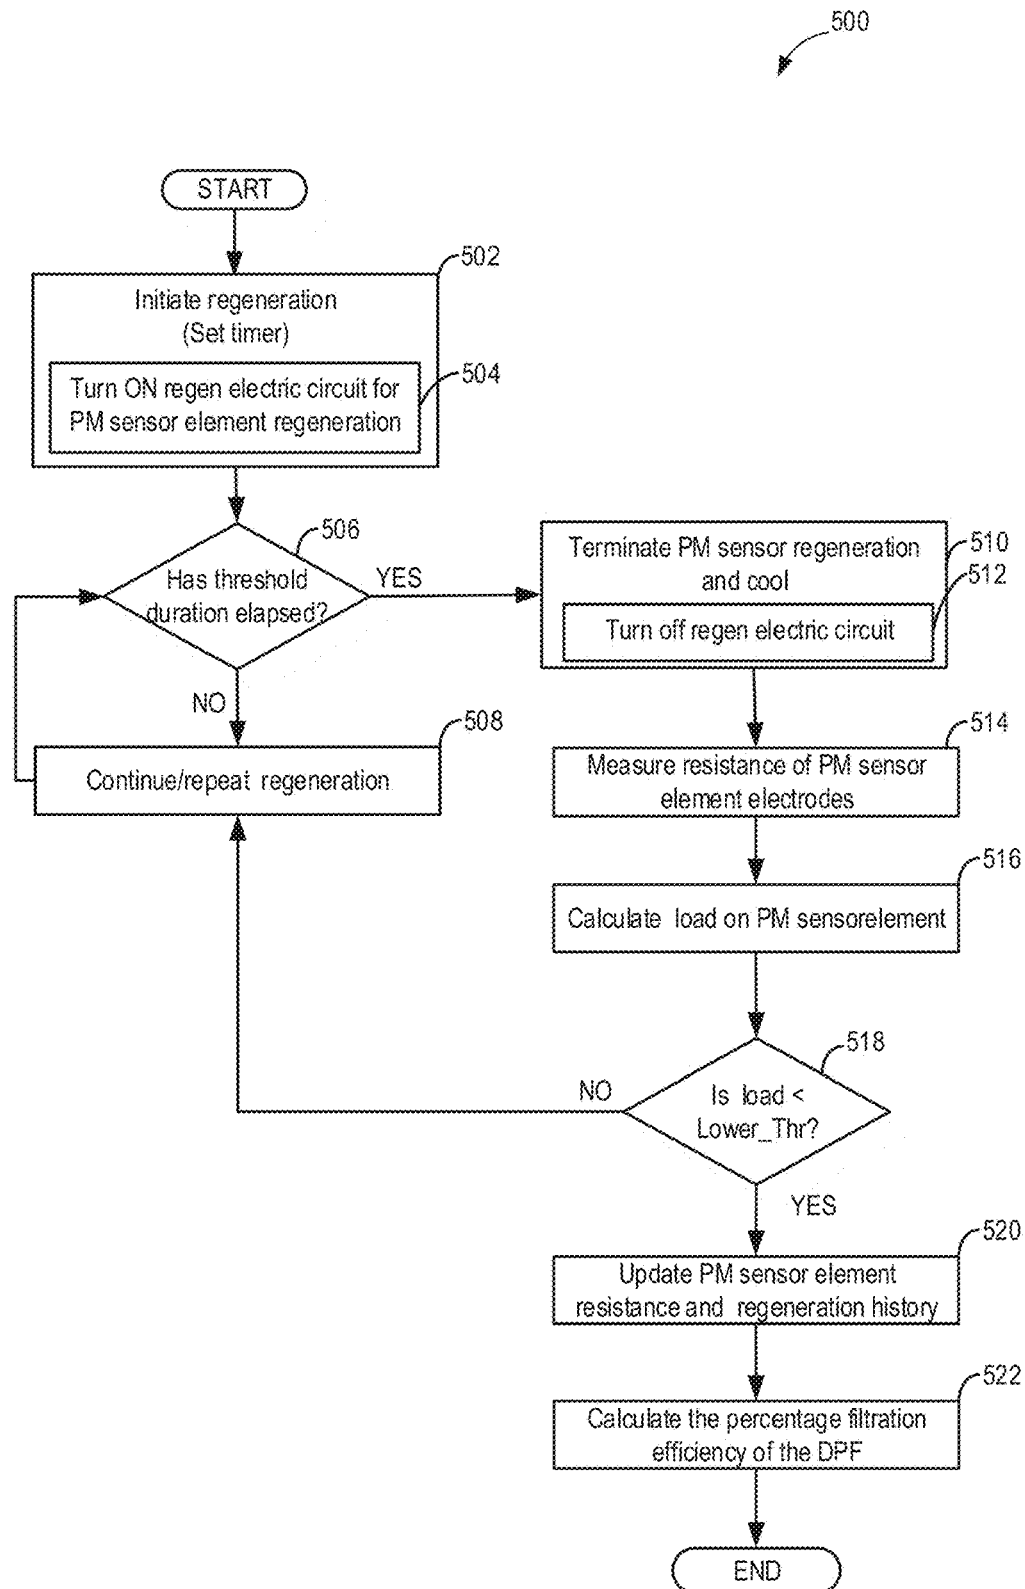 500
START
502
Initiate regeneration
(Set timer)
504
Turn ON regen electric circuit for
PM sensor element regeneration
506
Has threshold
duration elapsed?
YES
NO
508
Continue/repeat regeneration
510
Terminate PM sensor regeneration
and cool
512
Turn off regen electric circuit
514
Measure resistance of PM sensor
element electrodes
516
Calculate load on PM sensorelement
518
Is load <
Lower_Thr?
NO
YES
520
Update PM sensor element
resistance and regeneration history
522
Calculate the percentage filtration
efficiency of the DPF
END